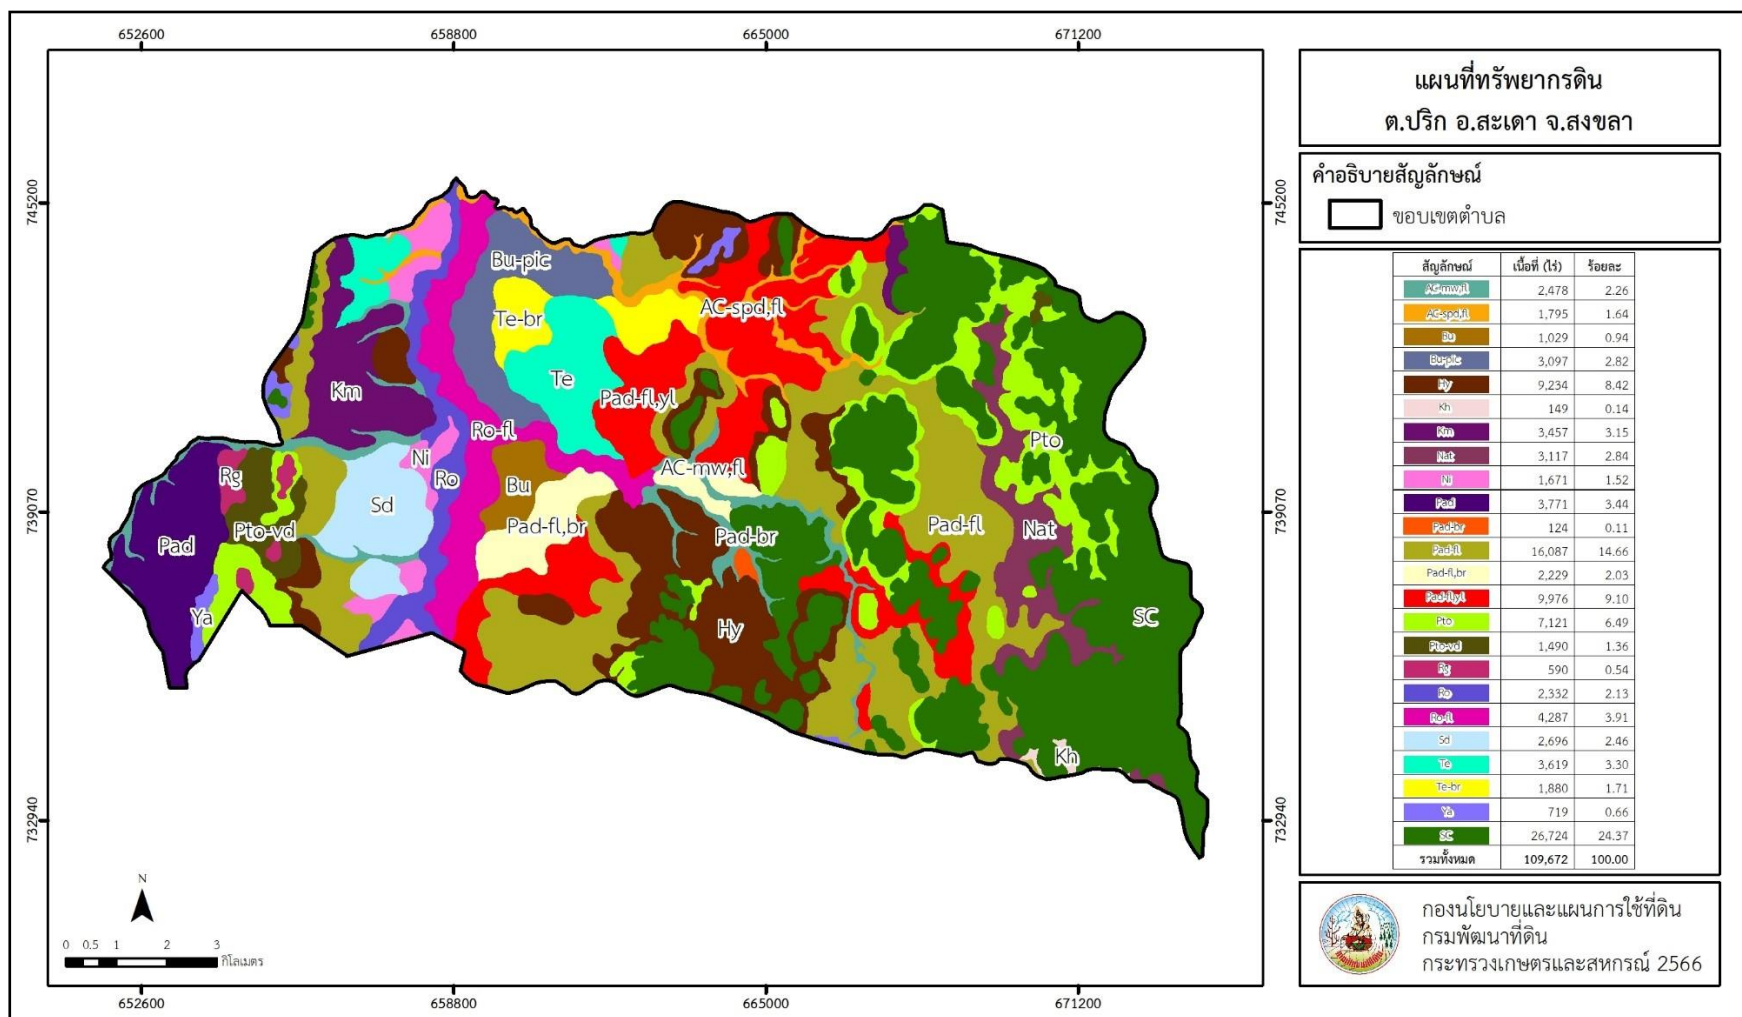 652600
658800
665000
671200
745200
739070
732940
745200
739070
732940
652600
658800
665000
671200
Bu-pic
Te-br
AC-spd,fl
Te
Km
Pad-fl,yl
Ro-fl
Pto
Ni
AC-mw,fl
Rg
Ro
Bu
Sd
Pad-fl,br
Pad-fl
Pto-vd
Pad-br
Nat
Pad
Ya
Hy
SC
Kh
N
0 0.5 1 2 3
กิโลเมตร
แผนที่ทรัพยากรดิน
ต.ปริก อ.สะเดา จ.สงขลา
คำอธิบายสัญลักษณ์
ขอบเขตตำบล
สัญลักษณ์ เนื้อที่ (ไร่) ร้อยละ
AC-mw,fl 2,478 2.26
AC-spd,fl 1,795 1.64
Bu 1,029 0.94
Bu-pic 3,097 2.82
Hy 9,234 8.42
Kh 149 0.14
Km 3,457 3.15
Nat 3,117 2.84
Ni 1,671 1.52
Pad 3,771 3.44
Pad-br 124 0.11
Pad-fl 16,087 14.66
Pad-fl,br 2,229 2.03
Pad-fl,yl 9,976 9.10
Pto 7,121 6.49
Pto-vd 1,490 1.36
Rg 590 0.54
Ro 2,332 2.13
Ro-fl 4,287 3.91
Sd 2,696 2.46
Te 3,619 3.30
Te-br 1,880 1.71
Ya 719 0.66
SC 26,724 24.37
รวมทั้งหมด 109,672 100.00
กองนโยบายและแผนการใช้ที่ดิน
กรมพัฒนาที่ดิน
กระทรวงเกษตรและสหกรณ์ 2566